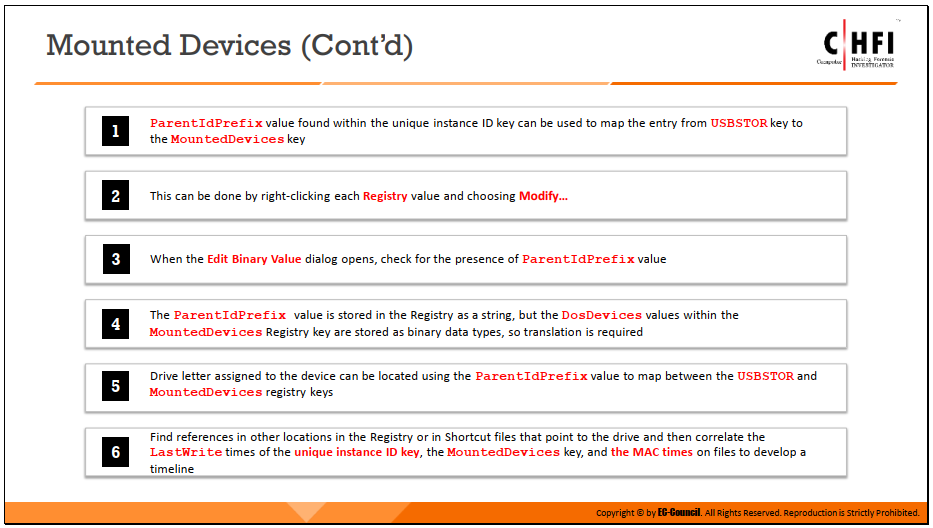 Mounted Devices (Cont'd)
CHFI
Computer Hacking Forensic
INVESTIGATOR
1
ParentIdPrefix value found within the unique instance ID key can be used to map the entry from USBSTOR key to
the MountedDevices key
2
This can be done by right-clicking each Registry value and choosing Modify…
3
When the Edit Binary Value dialog opens, check for the presence of ParentIdPrefix value
4
The ParentIdPrefix value is stored in the Registry as a string, but the DosDevices values within the
MountedDevices Registry key are stored as binary data types, so translation is required
5
Drive letter assigned to the device can be located using the ParentIdPrefix value to map between the USBSTOR and
MountedDevices registry keys
6
Find references in other locations in the Registry or in Shortcut files that point to the drive and then correlate the
LastWrite times of the unique instance ID key, the MountedDevices key, and the MAC times on files to develop a
timeline
Copyright © by EC-Council. All Rights Reserved. Reproduction is Strictly Prohibited.